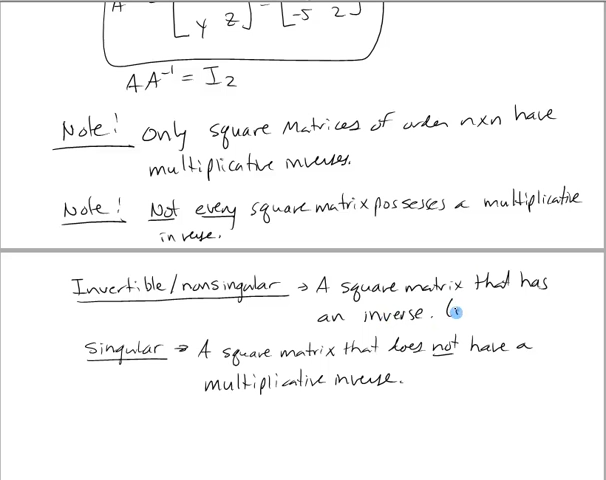 y z] = [-5 2]
AA⁻¹ = I₂
Note! Only square Matrices of order nxn have
multiplicative inverses.
Note! Not every square matrix possesses a multiplicative
inverse.
Invertible/nonsingular → A square matrix that has
an inverse. (
Singular → A square matrix that does not have a
multiplicative inverse.